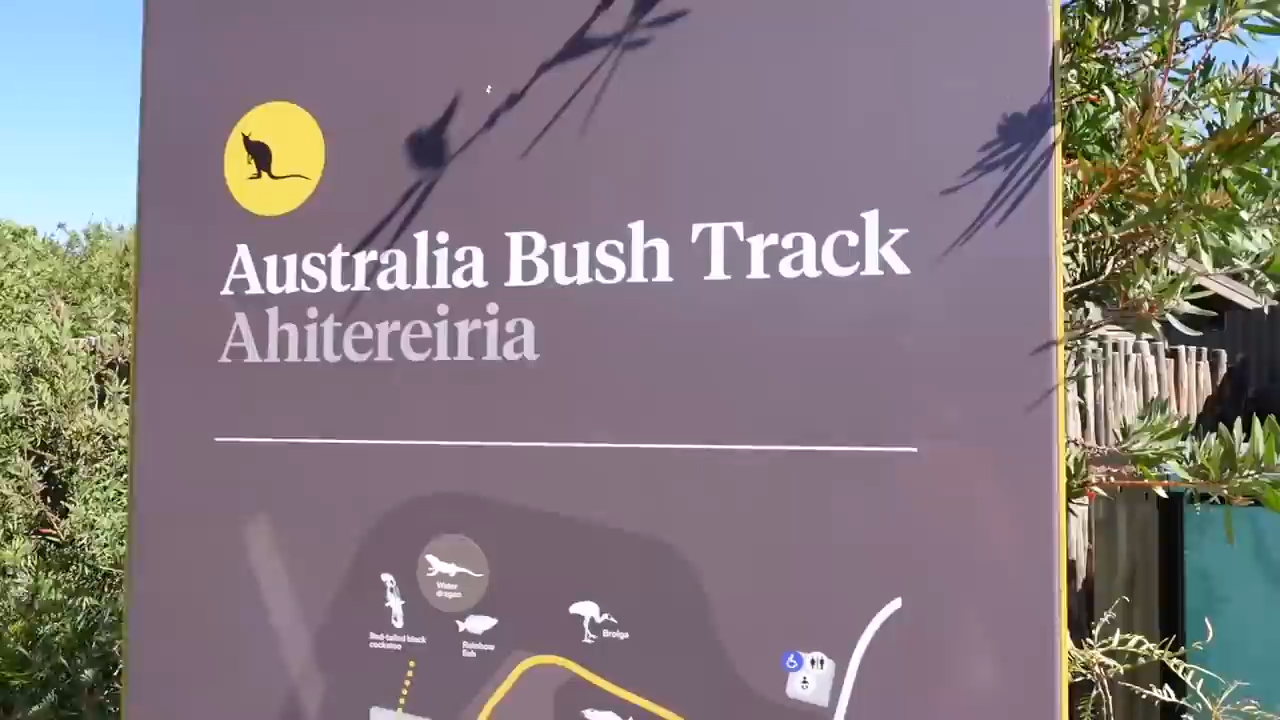 Australia Bush Track
Ahitereiria
Water
dragon
Red-tailed black
cockatoo
Rainbow
fish
Brolga